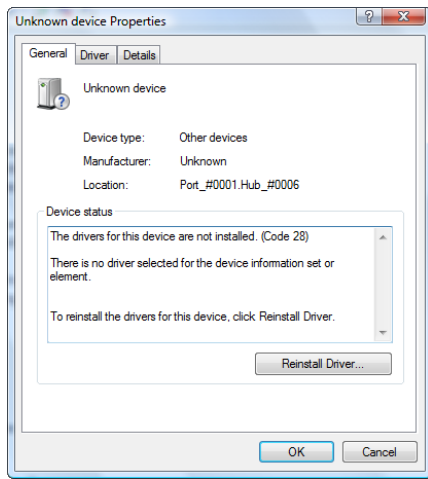 Unknown device Properties
General Driver Details
Unknown device
Device type: Other devices
Manufacturer: Unknown
Location: Port_#0001.Hub_#0006
Device status
The drivers for this device are not installed. (Code 28)
There is no driver selected for the device information set or
element.
To reinstall the drivers for this device, click Reinstall Driver.
Reinstall Driver...
OK Cancel